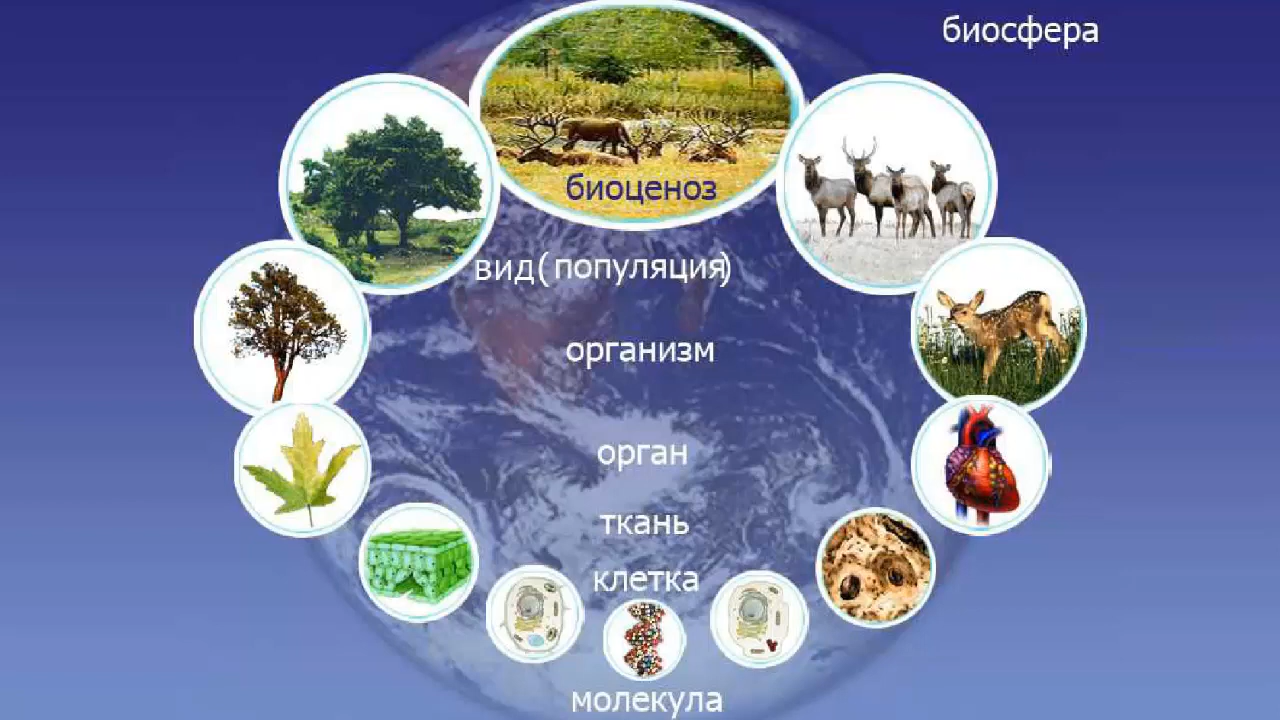 биосфера
биоценоз
вид(популяция)
организм
орган
ткань
клетка
молекула